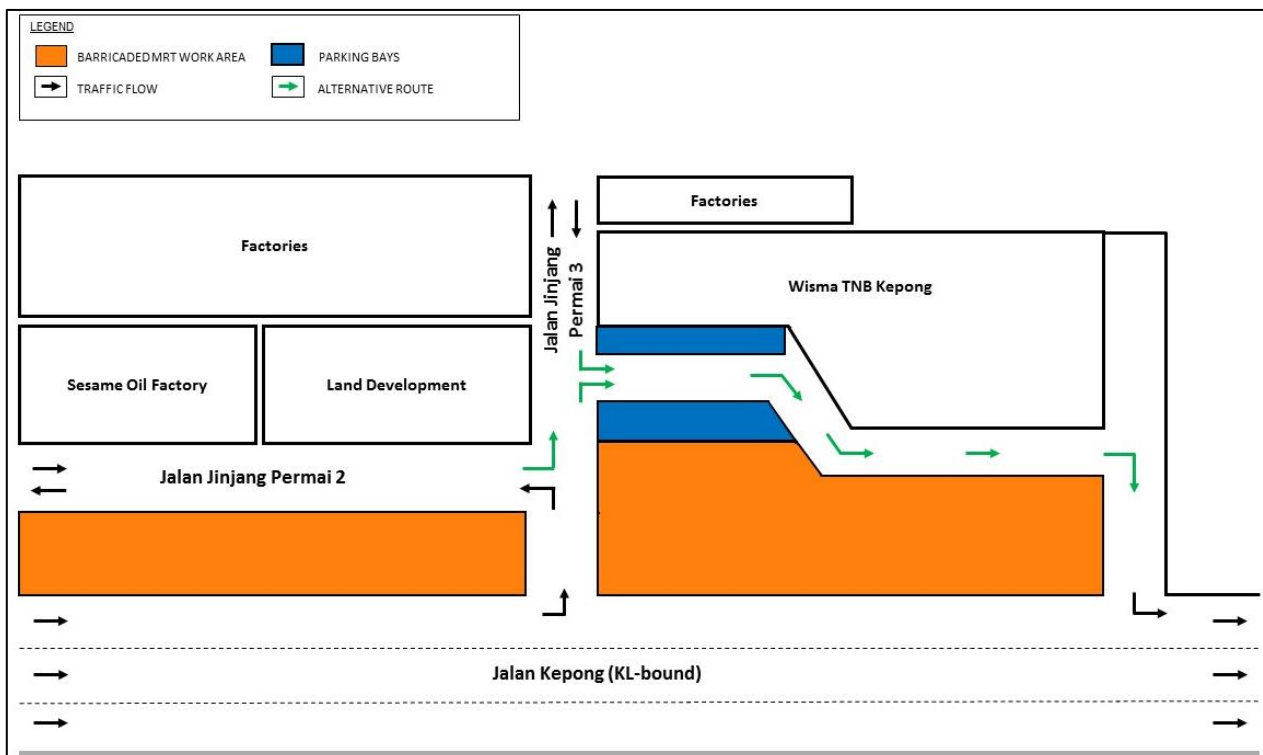 LEGEND
BARRICADED MRT WORK AREA
PARKING BAYS
TRAFFIC FLOW
ALTERNATIVE ROUTE
Factories
Factories
Jalan Jinjang
Permai 3
Wisma TNB Kepong
Sesame Oil Factory
Land Development
Jalan Jinjang Permai 2
Jalan Kepong (KL-bound)